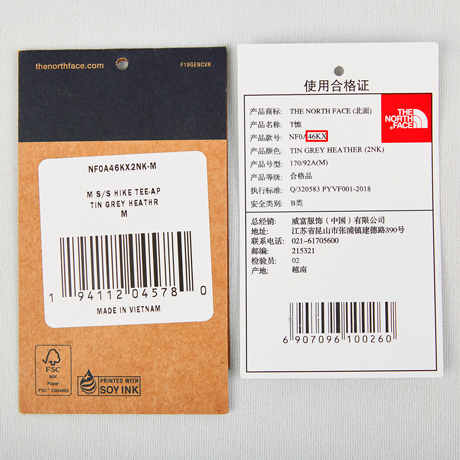 thenorthface.com
F19GENCVR
NF0A46KX2NK-M
M S/S HIKE TEE-AP
TIN GREY HEATHR
M
1 94112 04578 0
MADE IN VIETNAM
FSC
MIX
Paper
PRINTED WITH
SOY INK
使用合格证
产品商标: THE NORTH FACE (北面)
产品名称: T恤
产品款号: NF0A46KX
产品颜色: TIN GREY HEATHER (2NK)
产品号型: 170/92A(M)
产品等级: 合格品
执行标准: Q/320583 PYVF001-2018
安全类别: B类
THE
NORTH
FACE
总经销: 威富服饰（中国）有限公司
地址: 江苏省昆山市张浦镇建德路390号
联系电话: 021-61705600
邮编: 215321
检验员: 02
产地: 越南
6 907096 100260